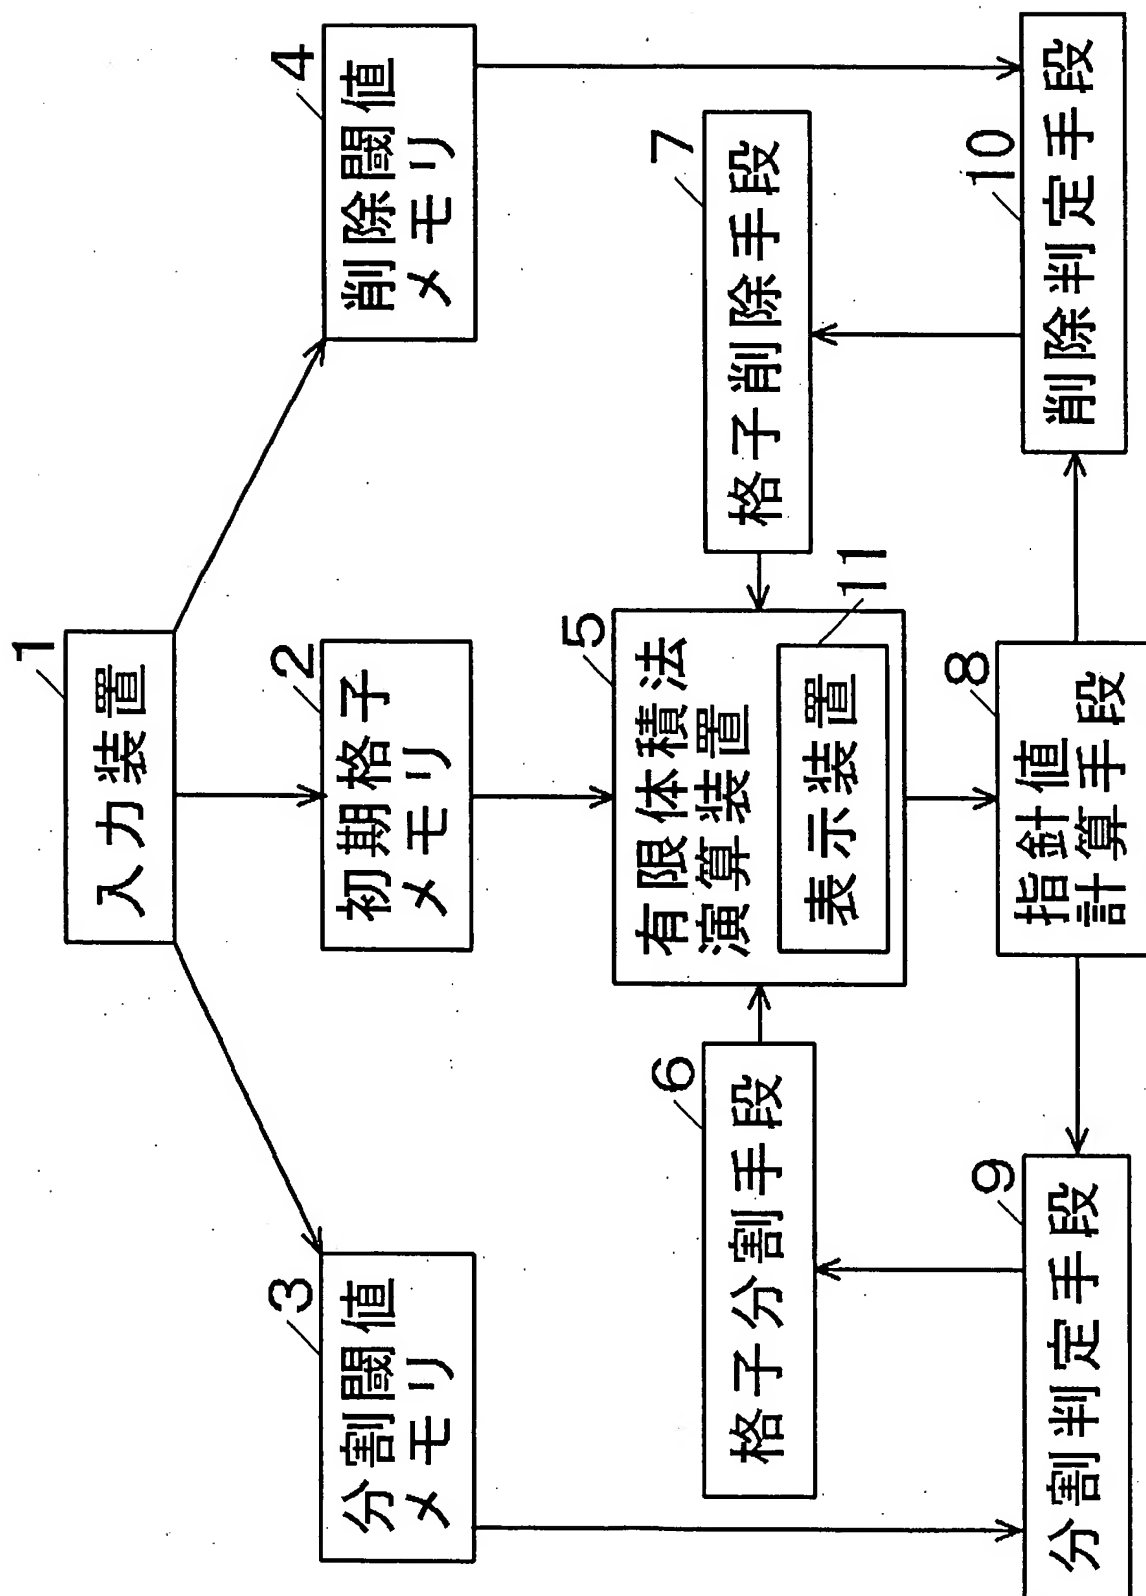 1
入力装置
3
分割閾値
メモリ
2
初期格子
メモリ
4
削除閾値
メモリ
5
有限体積法
演算装置
11
表示装置
6
格子分割手段
7
格子削除手段
9
分割判定手段
8
指針値
計算手段
10
削除判定手段